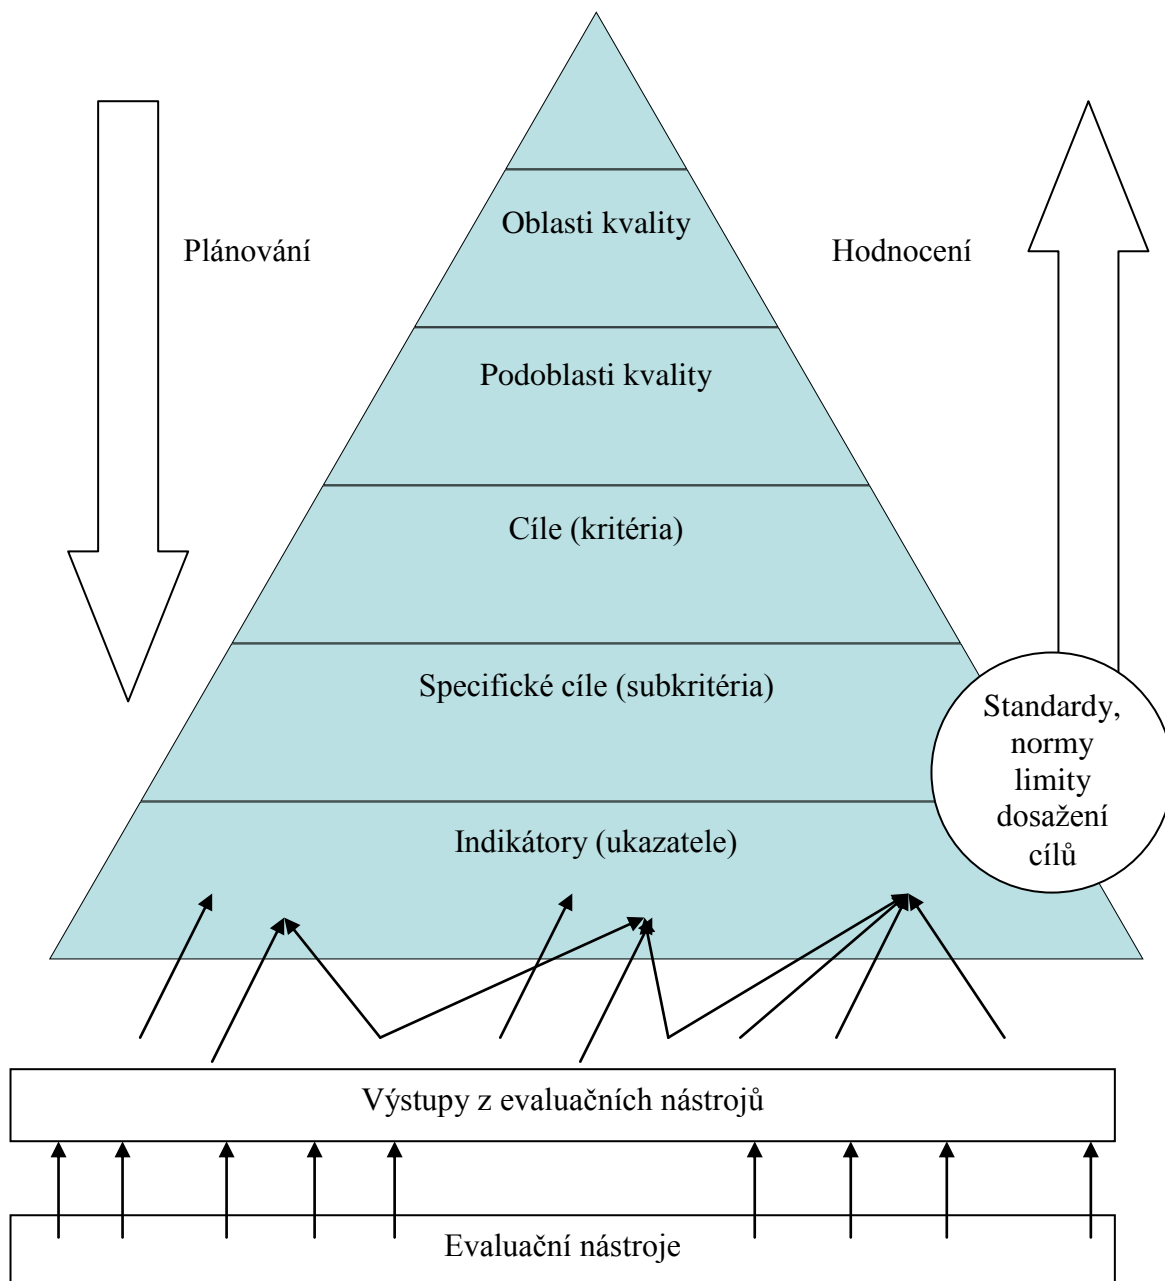 Oblasti kvality
Plánování
Hodnocení
Podoblasti kvality
Cíle (kritéria)
Specifické cíle (subkritéria)
Standardy,
normy
limity
dosažení
cílů
Indikátory (ukazatele)
Výstupy z evaluačních nástrojů
Evaluační nástroje